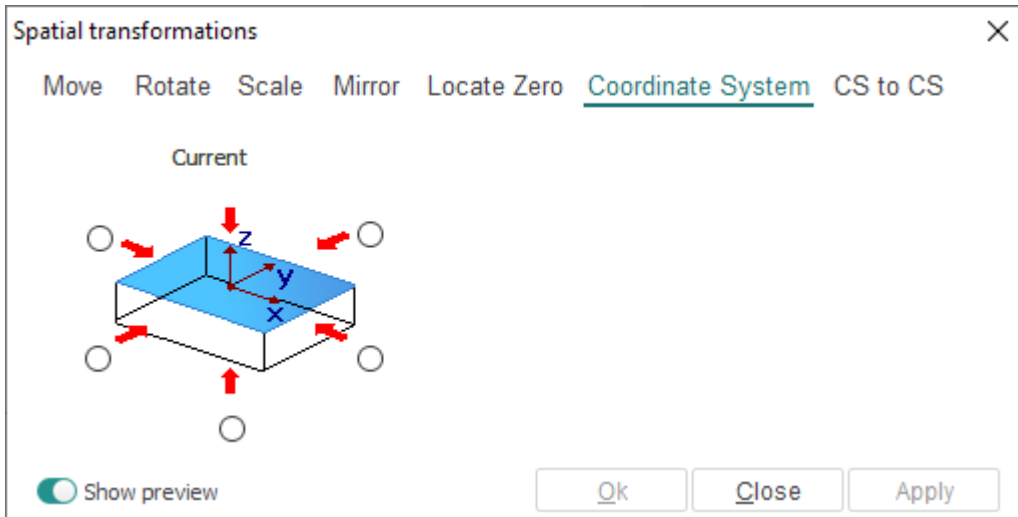 Spatial transformations
Move Rotate Scale Mirror Locate Zero Coordinate System CS to CS
Current
z
y
x
Show preview Ok Close Apply